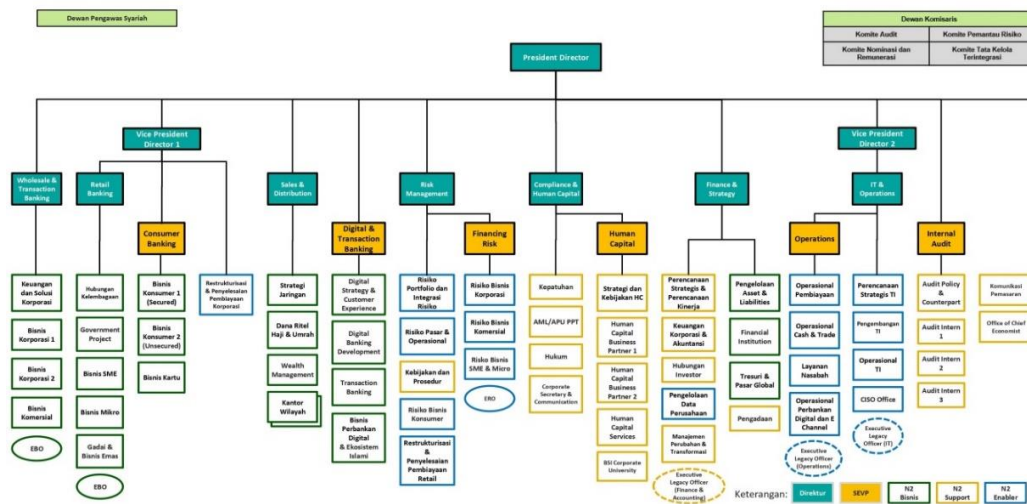 Dewan Pengawas Syariah
Dewan Komisaris
Komite Audit
Komite Pemantau Risiko
Komite Nominasi dan
Remunerasi
Komite Tata Kelola
Terintegrasi
President Director
Vice President
Director 1
Vice President
Director 2
Wholesale &
Transaction
Banking
Retail
Banking
Sales &
Distribution
Risk
Management
Compliance &
Human Capital
Finance &
Strategy
IT &
Operations
Consumer
Banking
Digital &
Transaction
Banking
Financing
Risk
Human
Capital
Operations
Internal
Audit
Keuangan
dan Solusi
Korporasi
Bisnis
Korporasi 1
Bisnis
Korporasi 2
Bisnis
Komersial
EBO
Hubungan
Kelembagaan
Government
Project
Bisnis SME
Bisnis Mikro
Gadai &
Bisnis Emas
EBO
Bisnis
Konsumer 1
(Secured)
Bisnis
Konsumer 2
(Unsecured)
Bisnis Kartu
Restrukturisasi
& Penyelesaian
Pembiayaan
Korporasi
Strategi
Jaringan
Dana Ritel
Haji & Umrah
Wealth
Management
Kantor
Wilayah
Digital
Strategy &
Customer
Experience
Digital
Banking
Development
Transaction
Banking
Bisnis
Perbankan
Digital
& Ekosistem
Islami
Risiko
Portfolio dan
Integrasi
Risiko
Risiko Pasar &
Operasional
Kebijakan dan
Prosedur
Risiko Bisnis
Konsumer
Restrukturisasi
& Penyelesaian
Pembiayaan
Retail
Risiko Bisnis
Korporasi
Risiko Bisnis
Komersial
Risko Bisnis
SME & Micro
EBO
Kepatuhan
AML/APU PPT
Hukum
Corporate
Secretary &
Communication
Strategi dan
Kebijakan HC
Human
Capital
Business
Partner 1
Human
Capital
Business
Partner 2
Human
Capital
Services
BSI Corporate
University
Perencanaan
Strategis &
Perencanaan
Kinerja
Keuangan
Korporasi &
Akuntansi
Hubungan
Investor
Pengelolaan
Data
Perusahaan
Manajemen
Perubahan &
Transformasi
Executive
Legacy Officer
(Finance &
Accounting)
Pengelolaan
Asset &
Liabilities
Financial
Institution
Tresuri &
Pasar Global
Pengadaan
Operasional
Pembiayaan
Operasional
Cash & Trade
Layanan
Nasabah
Operasional
Perbankan
Digital dan E
Channel
Executive
Legacy Officer
(Operations)
Perencanaan
Strategis TI
Pengembangan
TI
Operasional
TI
CISO Office
Executive
Legacy
Officer (IT)
Audit Policy
&
Counterpart
Audit Intern
1
Audit Intern
2
Audit Intern
3
Komunikasi
Pemasaran
Office of Chief
Economist
Keterangan:
Direktur
SEVP
N2
Bisnis
N2
Support
N2
Enabler